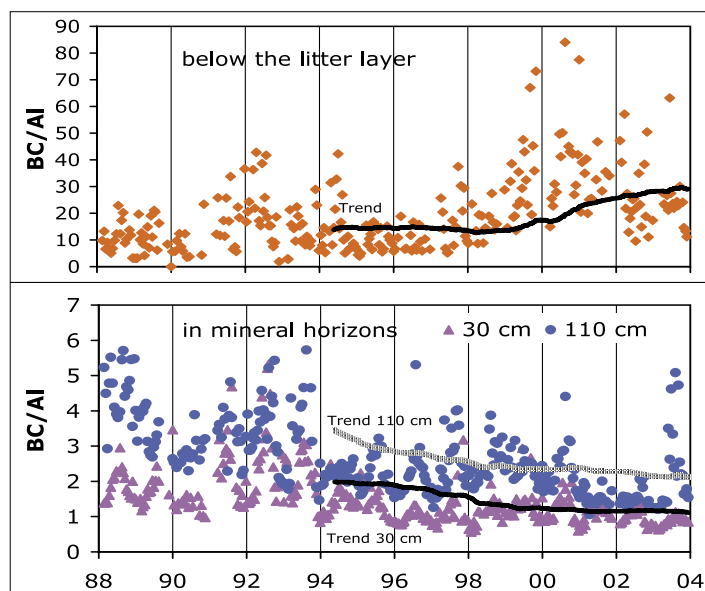 90
80
below the litter layer
70
60
BC/Al
50
40
30
Trend
20
10
0
7
in mineral horizons 30 cm 110 cm
6
5
BC/Al
4
Trend 110 cm
3
2
1
Trend 30 cm
0
88 90 92 94 96 98 00 02 04